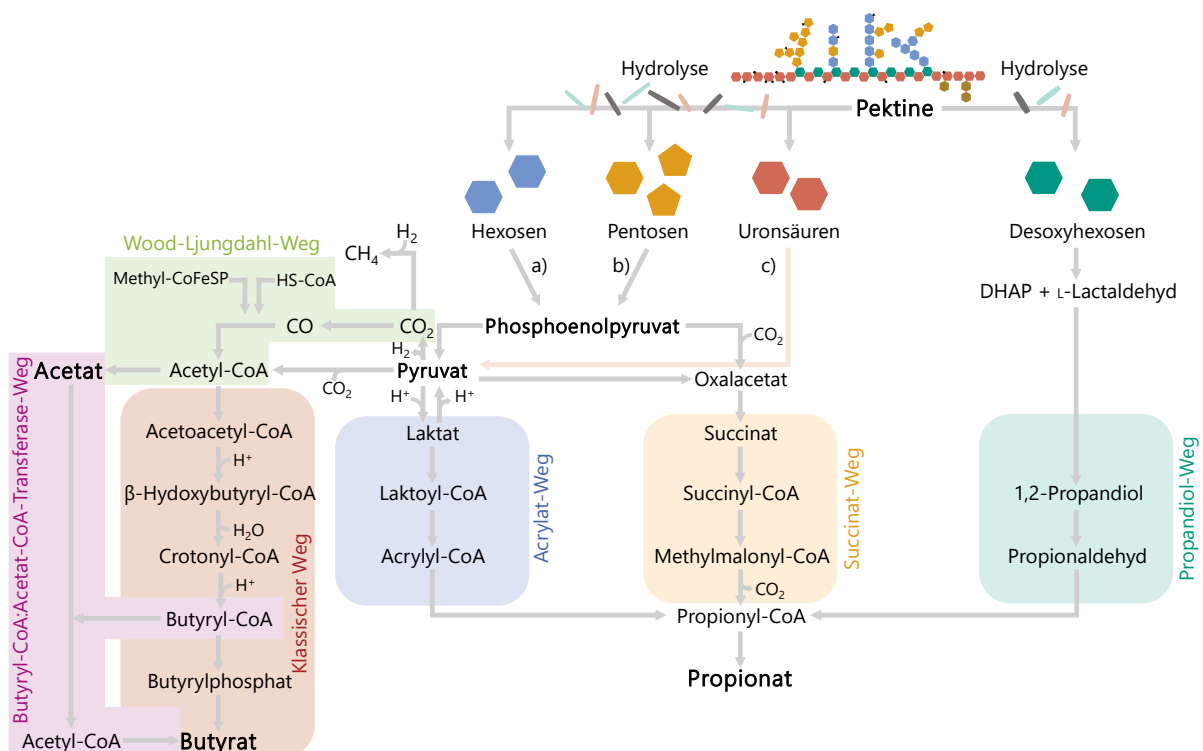 Hydrolyse
Hydrolyse
Pektine
Hexosen
Pentosen
Uronsäuren
Desoxyhexosen
a)
b)
c)
Wood-Ljungdahl-Weg
H₂
CH₄
Methyl-CoFeSP
HS-CoA
DHAP + L-Lactaldehyd
CO
CO₂
Phosphoenolpyruvat
CO₂
H₂
Acetat
Acetyl-CoA
CO₂
Pyruvat
Oxalacetat
H⁺
H⁺
Butyryl-CoA:Acetat-CoA-Transferase-Weg
Acetoacetyl-CoA
H⁺
β-Hydoxybutyryl-CoA
H₂O
Crotonyl-CoA
H⁺
Butyryl-CoA
Butyrylphosphat
Acetyl-CoA
Butyrat
Klassischer Weg
Laktat
Laktoyl-CoA
Acrylyl-CoA
Acrylat-Weg
Succinat
Succinyl-CoA
Methylmalonyl-CoA
CO₂
Succinat-Weg
Propionyl-CoA
Propionat
1,2-Propandiol
Propionaldehyd
Propandiol-Weg